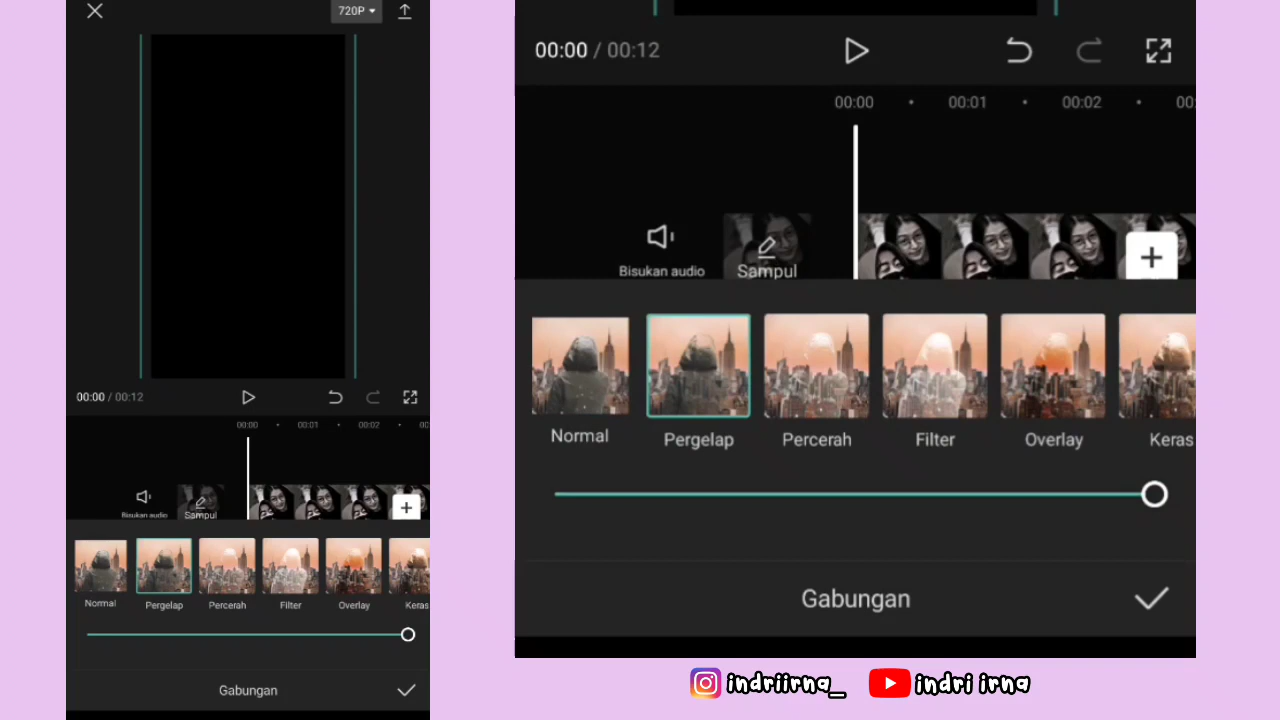 720P
00:00 / 00:12
00:00 00:01 00:02 00
Bisukan audio Sampul
Normal Pergelap Percerah Filter Overlay Keras
Gabungan
00:00 / 00:12
00:00 00:01 00:02 00:
Bisukan audio Sampul
Normal Pergelap Percerah Filter Overlay Keras
Gabungan
indriirna_ indri irna